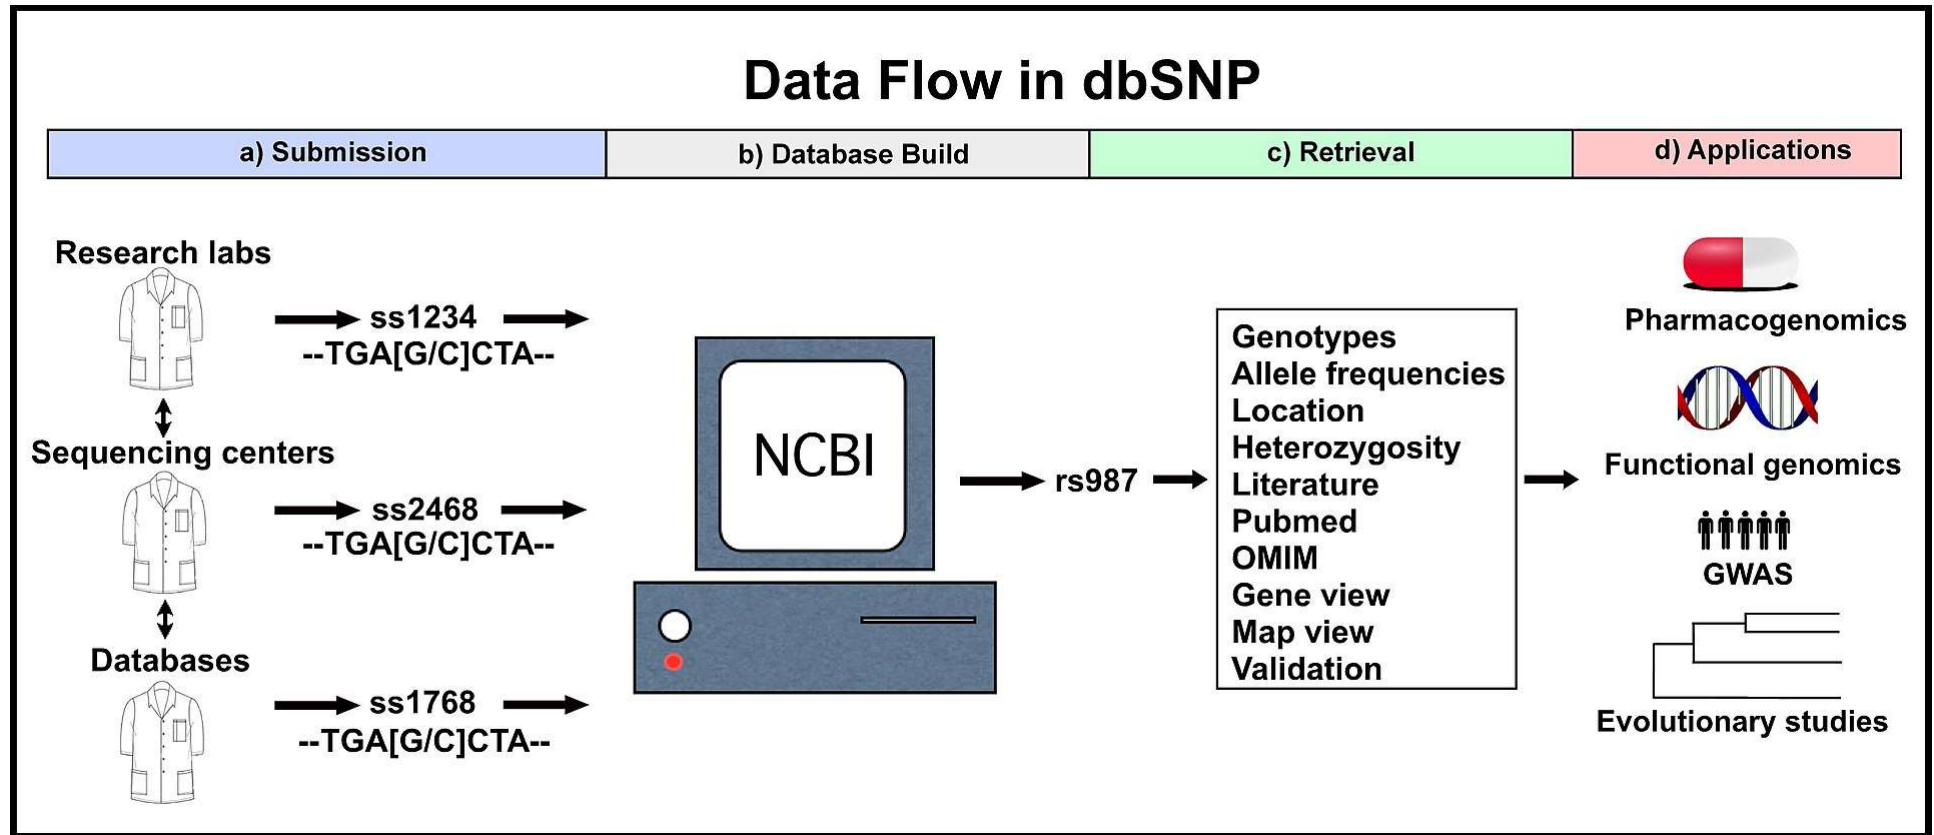 Data Flow in dbSNP
a) Submission
b) Database Build
c) Retrieval
d) Applications
Research labs
ss1234
--TGA[G/C]CTA--
Sequencing centers
ss2468
--TGA[G/C]CTA--
Databases
ss1768
--TGA[G/C]CTA--
NCBI
rs987
Genotypes
Allele frequencies
Location
Heterozygosity
Literature
Pubmed
OMIM
Gene view
Map view
Validation
Pharmacogenomics
Functional genomics
GWAS
Evolutionary studies